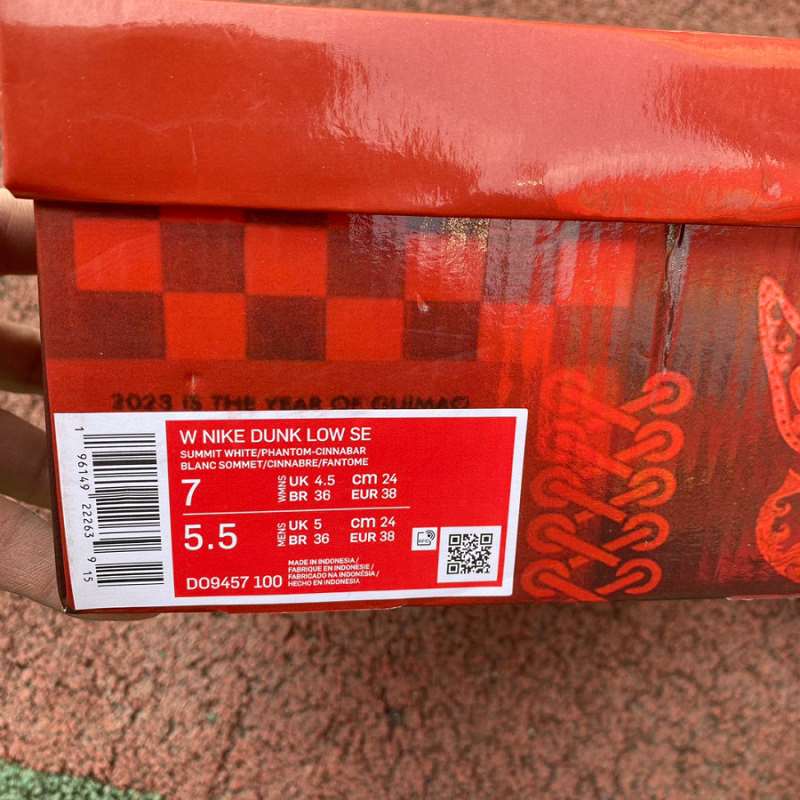 2023 IS THE YEAR OF GUIMAO
W NIKE DUNK LOW SE
SUMMIT WHITE/PHANTOM-CINNABAR
BLANC SOMMET/CINNABRE/FANTOME
7 WMNS UK 4.5 cm 24
BR 36 EUR 38
5.5 MENS UK 5 cm 24
BR 36 EUR 38
DO9457 100
MADE IN INDONESIA/
FABRIQUE EN INDONESIE/
FABRICADO NA INDONÉSIA/
HECHO EN INDONESIA
RFID
1 96149 22263 9 15